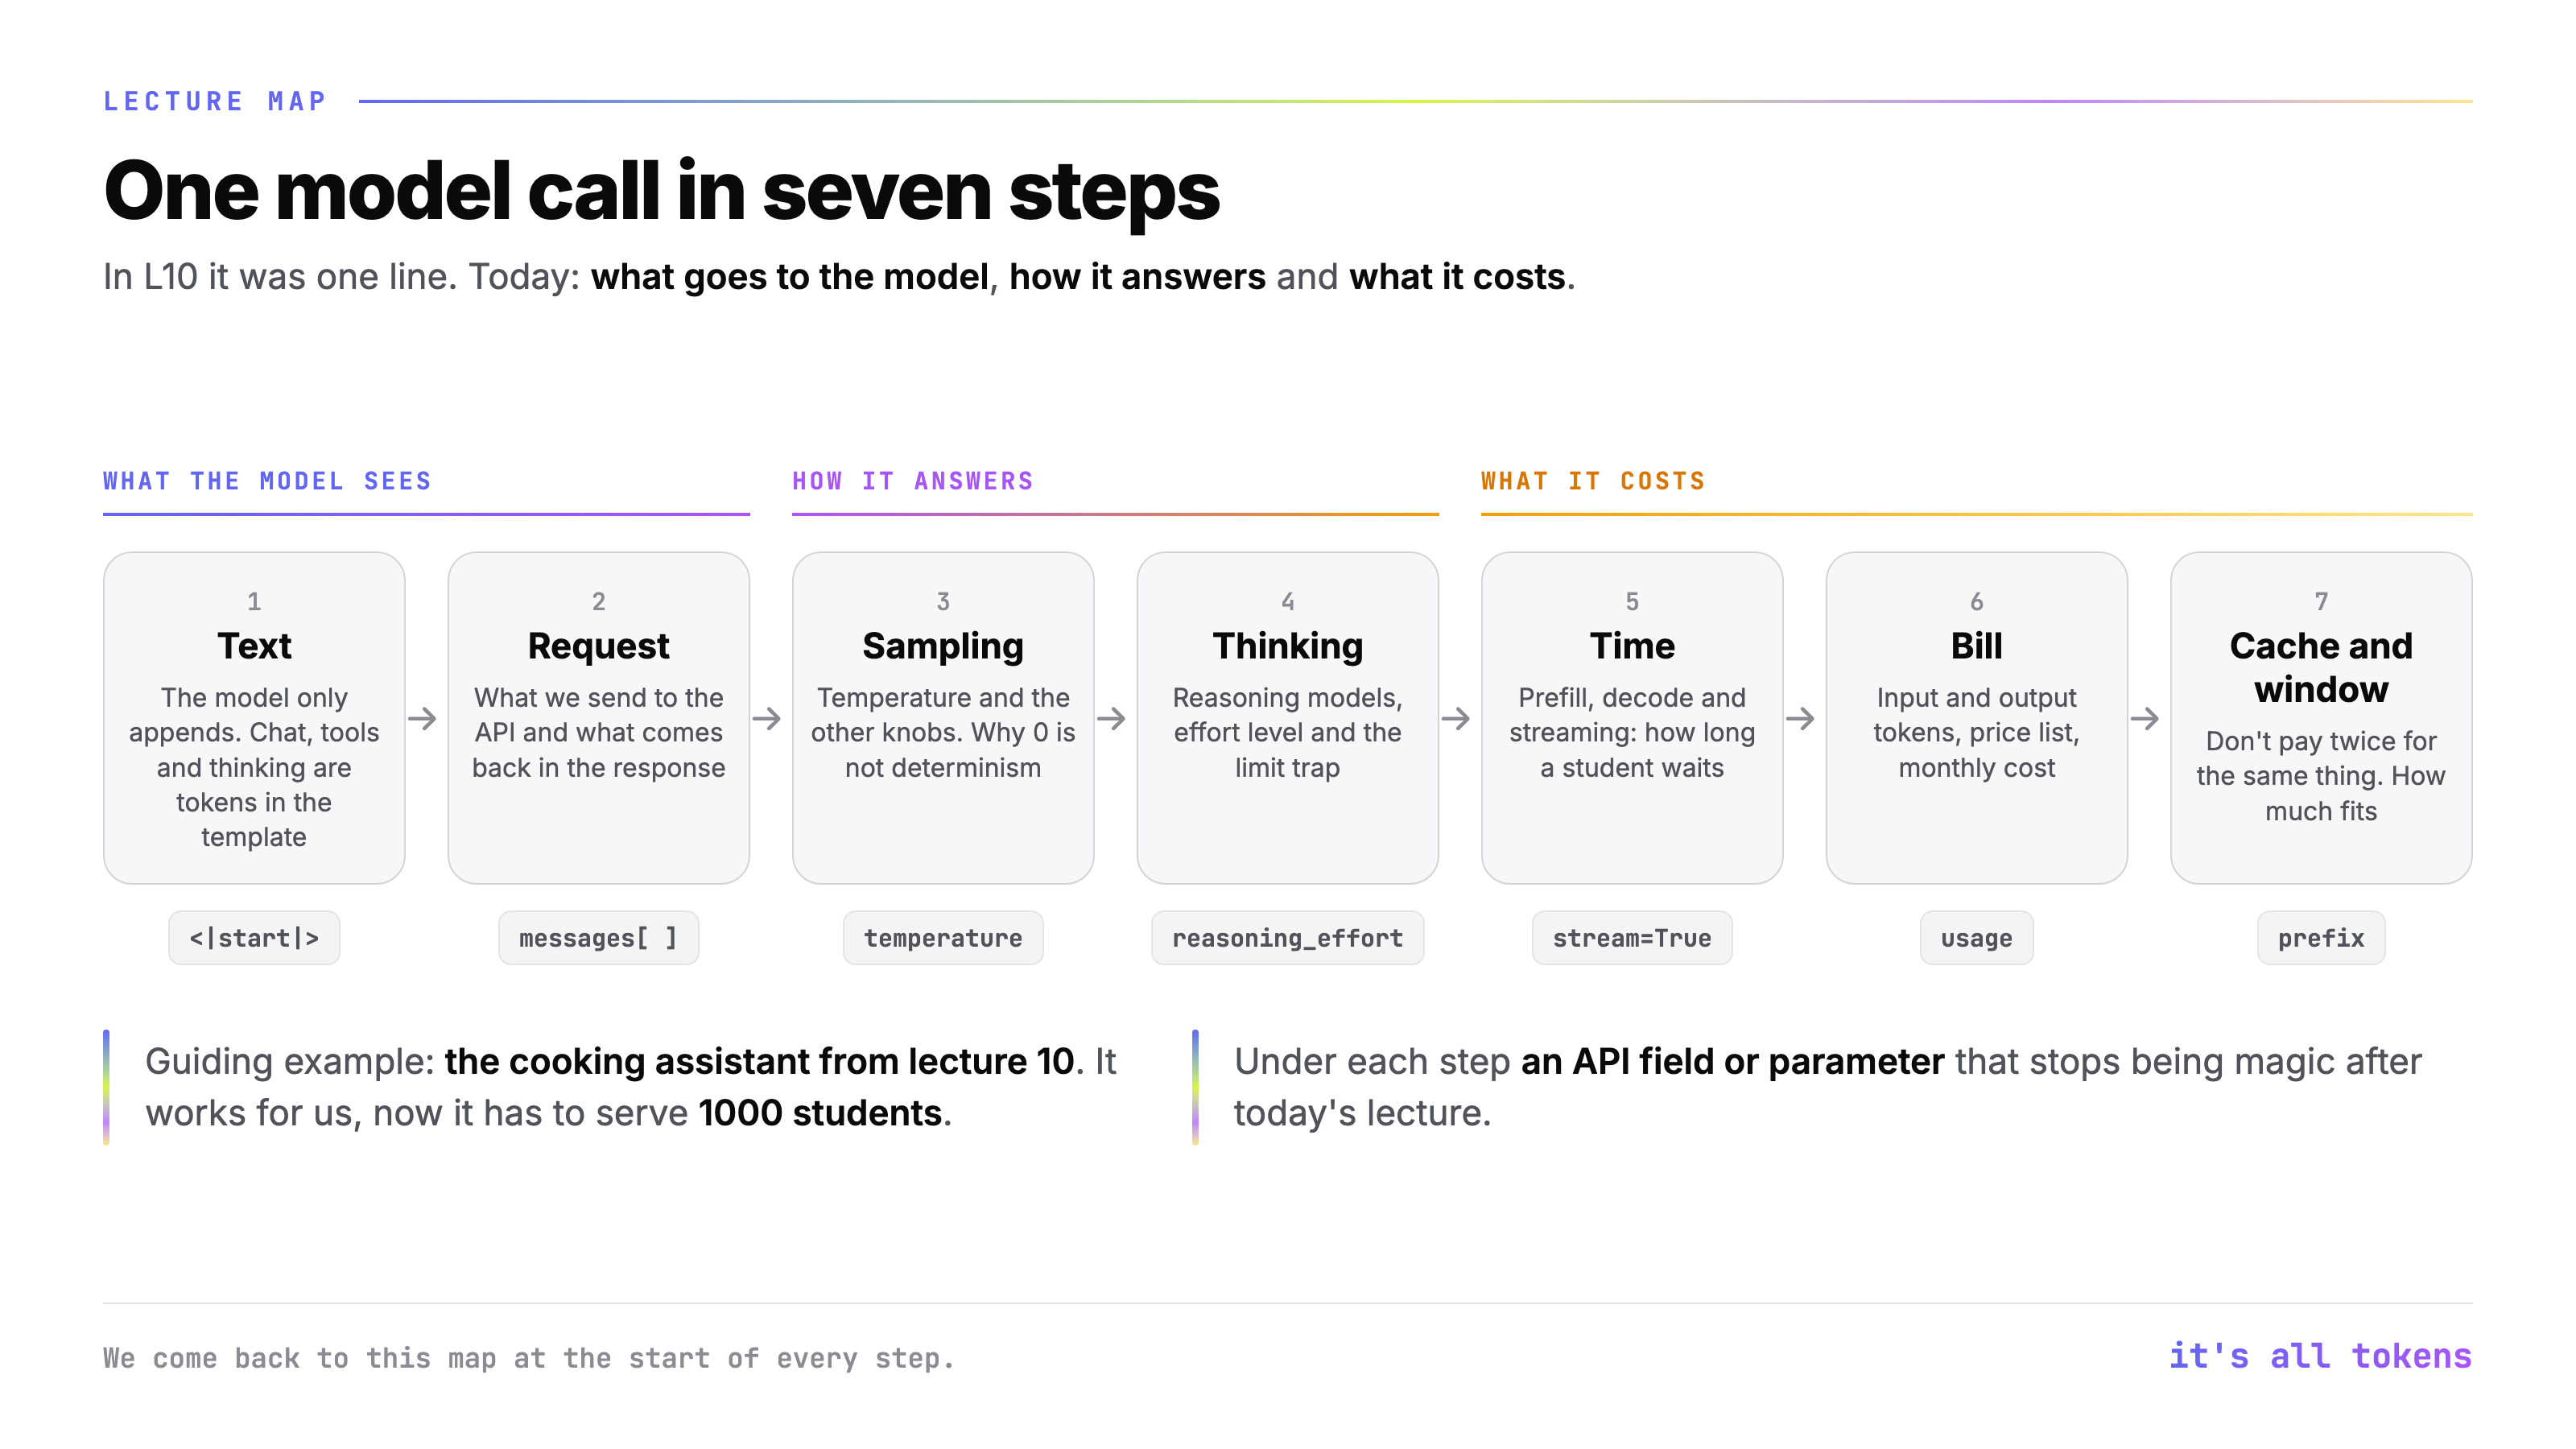 LECTURE MAP
One model call in seven steps
In L10 it was one line. Today: what goes to the model, how it answers and what it costs.
WHAT THE MODEL SEES
HOW IT ANSWERS
WHAT IT COSTS
1
Text
The model only
appends. Chat, tools
and thinking are
tokens in the
template
<|start|>
2
Request
What we send to the
API and what comes
back in the response
messages[ ]
3
Sampling
Temperature and the
other knobs. Why 0 is
not determinism
temperature
4
Thinking
Reasoning models,
effort level and the
limit trap
reasoning_effort
5
Time
Prefill, decode and
streaming: how long
a student waits
stream=True
6
Bill
Input and output
tokens, price list,
monthly cost
usage
7
Cache and
window
Don't pay twice for
the same thing. How
much fits
prefix
Guiding example: the cooking assistant from lecture 10. It
works for us, now it has to serve 1000 students.
Under each step an API field or parameter that stops being magic after
today's lecture.
We come back to this map at the start of every step.
it's all tokens